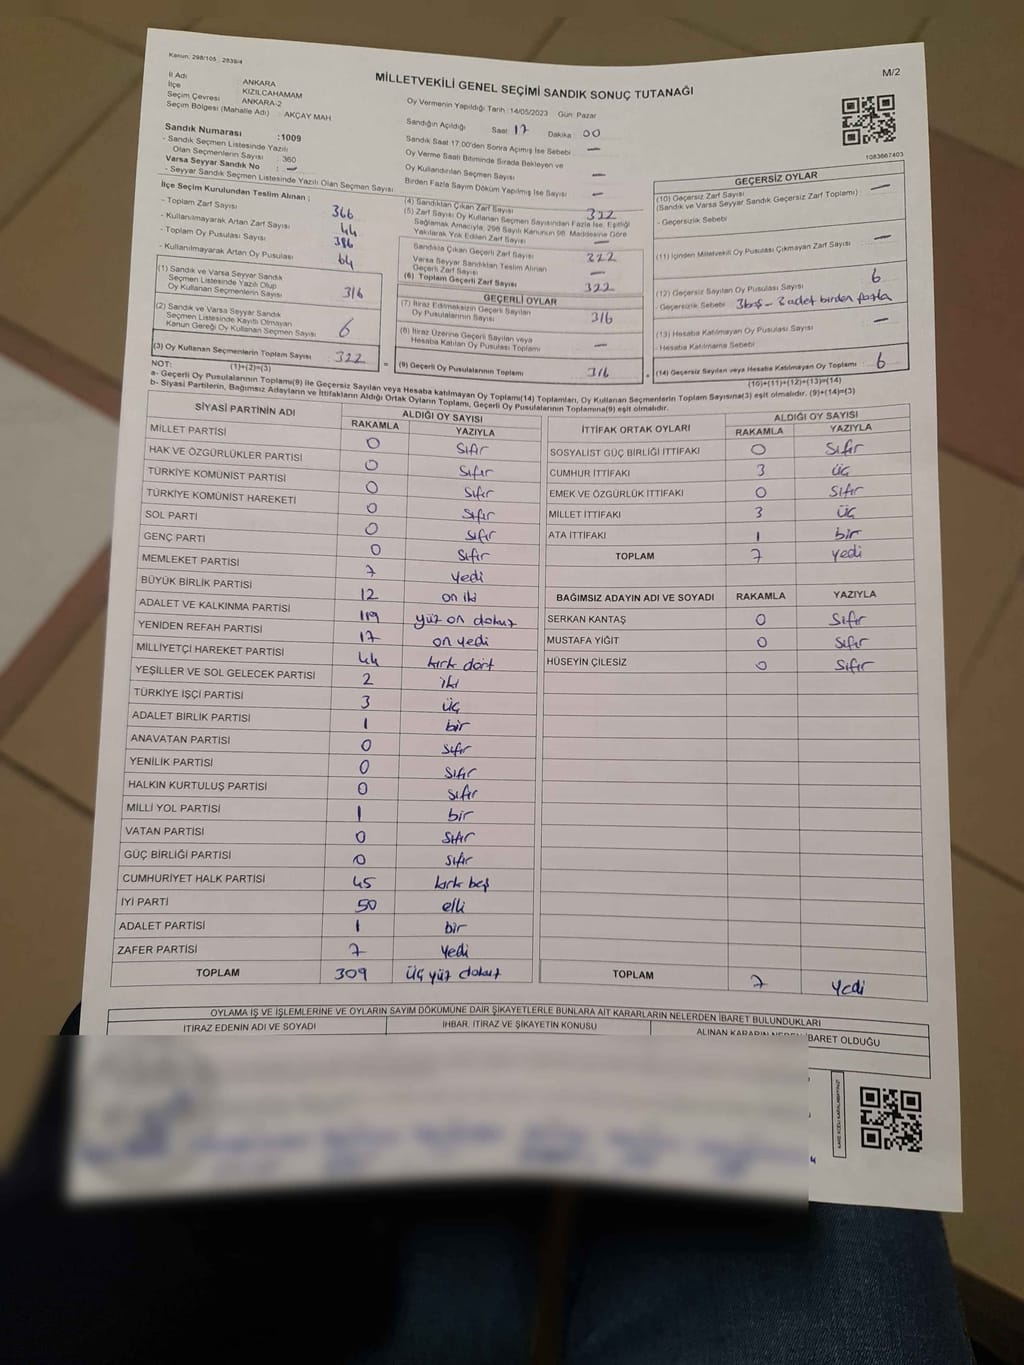 Kanun: 298/105 2839/4
M/2
MİLLETVEKİLİ GENEL SEÇİMİ SANDIK SONUÇ TUTANAĞI
İl Adı : ANKARA
İlçe : KIZILCAHAMAM
Seçim Çevresi : ANKARA-2
Seçim Bölgesi (Mahalle Adı) : AKÇAY MAH.
Sandık Numarası :1009
- Sandık Seçmen Listesinde Yazılı
Olan Seçmenlerin Sayısı : 360
Varsa Seyyar Sandık No : —
- Seyyar Sandık Seçmen Listesinde Yazılı Olan Seçmen Sayısı
Oy Vermenin Yapıldığı Tarih :14/05/2023 Gün: Pazar
Sandığın Açıldığı Saat 17 Dakika 00
Sandık Saat 17.00'den Sonra Açılmış İse Sebebi : —
Oy Verme Saati Bitiminde Sırada Bekleyen ve
Oy Kullandırılan Seçmen Sayısı —
Birden Fazla Sayım Döküm Yapılmış İse Sayısı —
1083667403
İlçe Seçim Kurulundan Teslim Alınan ;
- Toplam Zarf Sayısı 366
- Kullanılmayarak Artan Zarf Sayısı 44
- Toplam Oy Pusulası Sayısı 386
- Kullanılmayarak Artan Oy Pusulası 64
(1) Sandık ve Varsa Seyyar Sandık
Seçmen Listesinde Yazılı Olup
Oy Kullanan Seçmenlerin Sayısı 316
(2) Sandık ve Varsa Seyyar Sandık
Seçmen Listesinde Kayıtlı Olmayan
Kanun Gereği Oy Kullanan Seçmen Sayısı 6
(3) Oy Kullanan Seçmenlerin Toplam Sayısı 322
(1)+(2)=(3)
(4) Sandıktan Çıkan Zarf Sayısı 322
(5) Zarf Sayısı Oy Kullanan Seçmen Sayısından Fazla İse, Eşitliği
Sağlamak Amacıyla, 298 Sayılı Kanunun 98. Maddesine Göre
Yakılarak Yok Edilen Zarf Sayısı —
Sandıkta Çıkan Geçerli Zarf Sayısı 322
Varsa Seyyar Sandıktan Teslim Alınan
Geçerli Zarf Sayısı —
(6) Toplam Geçerli Zarf Sayısı 322
GEÇERLİ OYLAR
(7) İtiraz Edilmeksizin Geçerli Sayılan
Oy Pusulalarının Sayısı 316
(8) İtiraz Üzerine Geçerli Sayılan veya
Hesaba Katılan Oy Pusulası Toplamı —
= (9) Geçerli Oy Pusulalarının Toplamı 316
GEÇERSİZ OYLAR
(10) Geçersiz Zarf Sayısı —
(Sandık ve Varsa Seyyar Sandık Geçersiz Zarf Toplamı)
- Geçersizlik Sebebi
(11) İçinden Milletvekili Oy Pusulası Çıkmayan Zarf Sayısı —
(12) Geçersiz Sayılan Oy Pusulası Sayısı 6
- Geçersizlik Sebebi 3boş - 3 adet birden fazla
(13) Hesaba Katılmayan Oy Pusulası Sayısı —
- Hesaba Katılmama Sebebi
+ (14) Geçersiz Sayılan veya Hesaba Katılmayan Oy Toplamı 6
(10)+(11)+(12)+(13)=(14)
NOT:
a- Geçerli Oy Pusulalarının Toplamı(9) ile Geçersiz Sayılan veya Hesaba katılmayan Oy Toplamı(14) Toplamları, Oy Kullanan Seçmenlerin Toplam Sayısına(3) eşit olmalıdır. (9)+(14)=(3)
b- Siyasi Partilerin, Bağımsız Adayların ve İttifakların Aldığı Ortak Oyların Toplamı, Geçerli Oy Pusulalarının Toplamına(9) eşit olmalıdır.
SİYASİ PARTİNİN ADI ALDIĞI OY SAYISI
RAKAMLA YAZIYLA
MİLLET PARTİSİ 0 sıfır
HAK VE ÖZGÜRLÜKLER PARTİSİ 0 sıfır
TÜRKİYE KOMÜNİST PARTİSİ 0 sıfır
TÜRKİYE KOMÜNİST HAREKETİ 0 sıfır
SOL PARTİ 0 sıfır
GENÇ PARTİ 0 sıfır
MEMLEKET PARTİSİ 7 yedi
BÜYÜK BİRLİK PARTİSİ 12 on iki
ADALET VE KALKINMA PARTİSİ 119 yüz on dokuz
YENİDEN REFAH PARTİSİ 17 on yedi
MİLLİYETÇİ HAREKET PARTİSİ 44 kırk dört
YEŞİLLER VE SOL GELECEK PARTİSİ 2 iki
TÜRKİYE İŞÇİ PARTİSİ 3 üç
ADALET BİRLİK PARTİSİ 1 bir
ANAVATAN PARTİSİ 0 sıfır
YENİLİK PARTİSİ 0 sıfır
HALKIN KURTULUŞ PARTİSİ 0 sıfır
MİLLİ YOL PARTİSİ 1 bir
VATAN PARTİSİ 0 sıfır
GÜÇ BİRLİĞİ PARTİSİ 0 sıfır
CUMHURİYET HALK PARTİSİ 45 kırk beş
İYİ PARTİ 50 elli
ADALET PARTİSİ 1 bir
ZAFER PARTİSİ 7 yedi
TOPLAM 309 üç yüz dokuz
İTTİFAK ORTAK OYLARI ALDIĞI OY SAYISI
RAKAMLA YAZIYLA
SOSYALİST GÜÇ BİRLİĞİ İTTİFAKI 0 sıfır
CUMHUR İTTİFAKI 3 üç
EMEK VE ÖZGÜRLÜK İTTİFAKI 0 sıfır
MİLLET İTTİFAKI 3 üç
ATA İTTİFAKI 1 bir
TOPLAM 7 yedi
BAĞIMSIZ ADAYIN ADI VE SOYADI RAKAMLA YAZIYLA
SERKAN KANTAŞ 0 sıfır
MUSTAFA YİĞİT 0 sıfır
HÜSEYİN ÇİLESİZ 0 sıfır
TOPLAM 7 yedi
OYLAMA İŞ VE İŞLEMLERİNE VE OYLARIN SAYIM DÖKÜMÜNE DAİR ŞİKAYETLERLE BUNLARA AİT KARARLARIN NELERDEN İBARET BULUNDUKLARI
İTİRAZ EDENİN ADI VE SOYADI İHBAR, İTİRAZ VE ŞİKAYETİN KONUSU ALINAN KARARIN NEDEN İBARET OLDUĞU